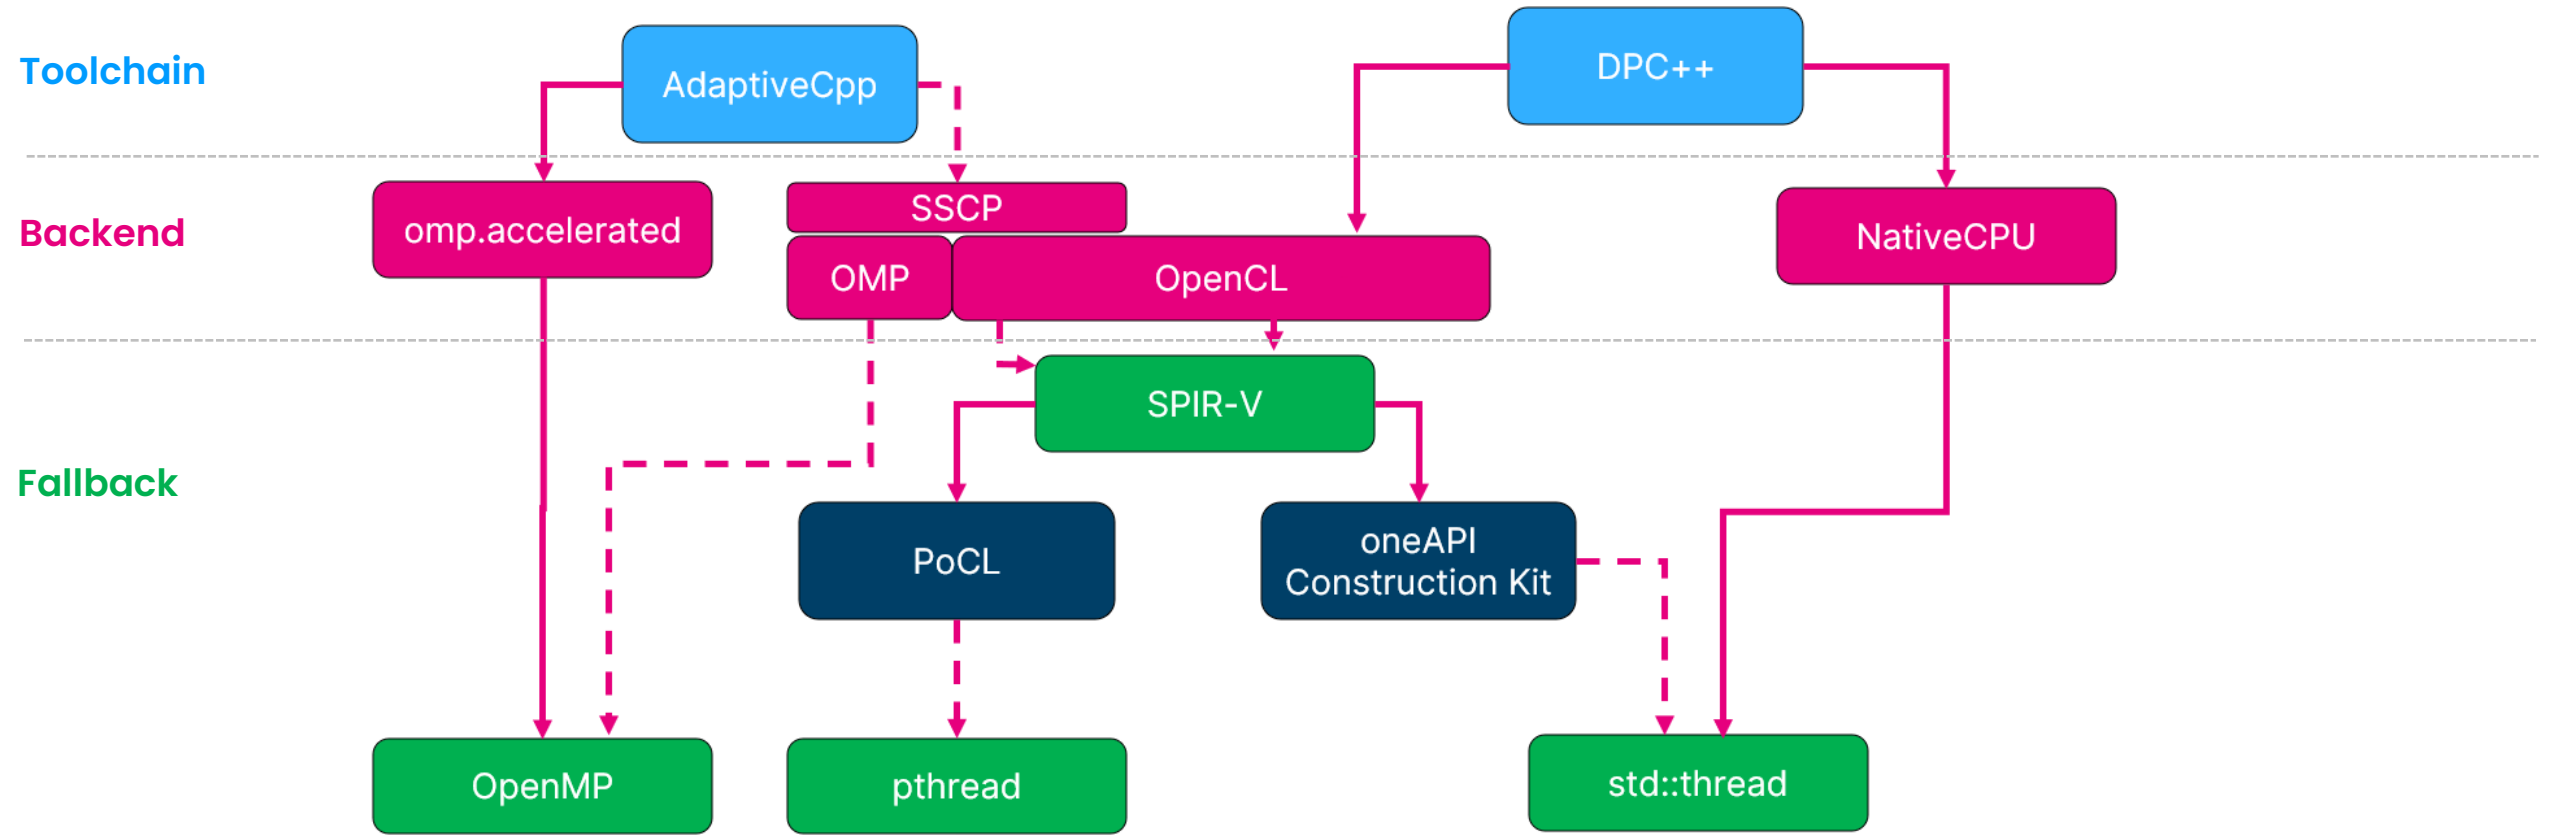 Toolchain
AdaptiveCpp
DPC++
Backend
omp.accelerated
SSCP
OMP
OpenCL
NativeCPU
Fallback
SPIR-V
PoCL
oneAPI
Construction Kit
OpenMP
pthread
std::thread